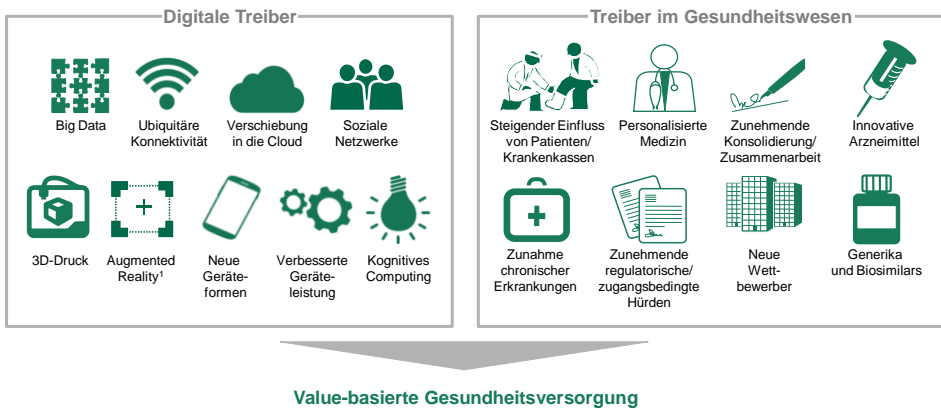 Digitale Treiber
Big Data
Ubiquitäre
Konnektivität
Verschiebung
in die Cloud
Soziale
Netzwerke
3D-Druck
Augmented
Reality¹
Neue
Geräte-
formen
Verbesserte
Geräte-
leistung
Kognitives
Computing
Treiber im Gesundheitswesen
Steigender Einfluss
von Patienten/
Krankenkassen
Personalisierte
Medizin
Zunehmende
Konsolidierung/
Zusammenarbeit
Innovative
Arzneimittel
Zunahme
chronischer
Erkrankungen
Zunehmende
regulatorische/
zugangsbedingte
Hürden
Neue
Wett-
bewerber
Generika
und Biosimilars
Value-basierte Gesundheitsversorgung